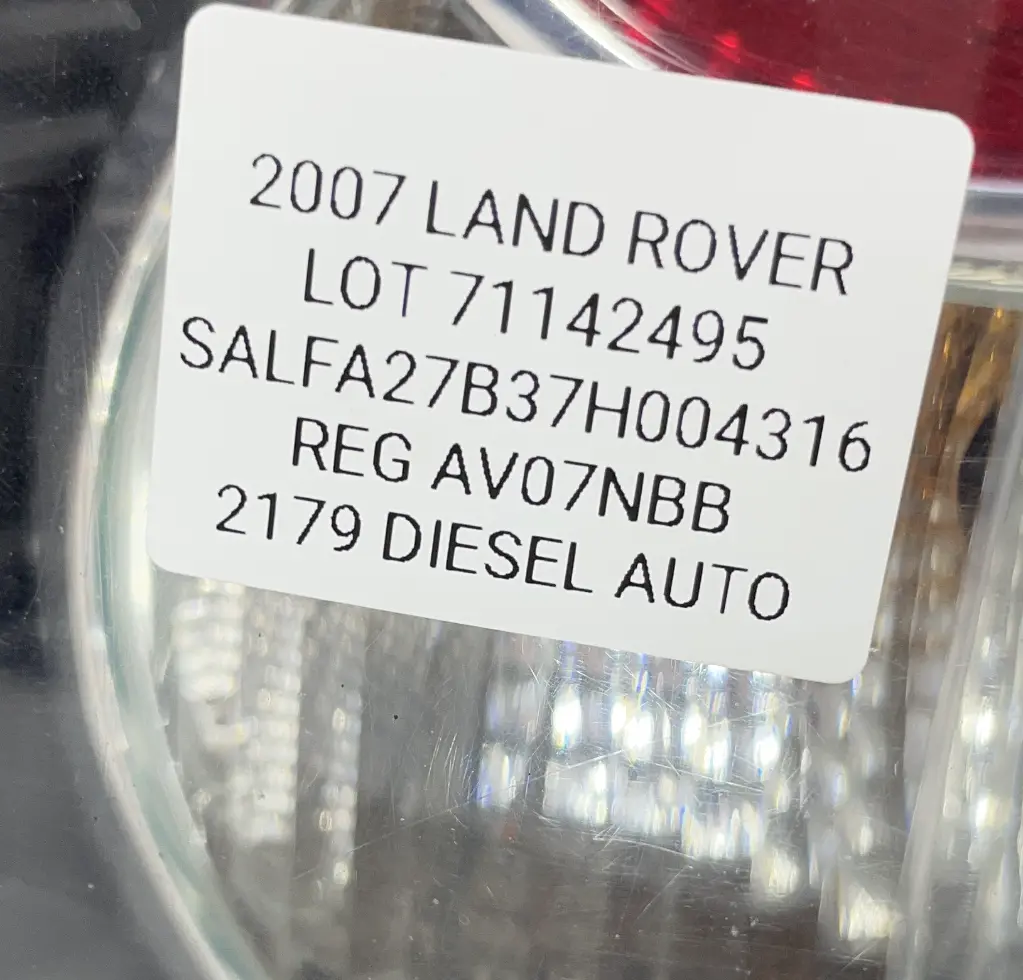 2007 LAND ROVER
LOT 71142495
SALFA27B37H004316
REG AV07NBB
2179 DIESEL AUTO